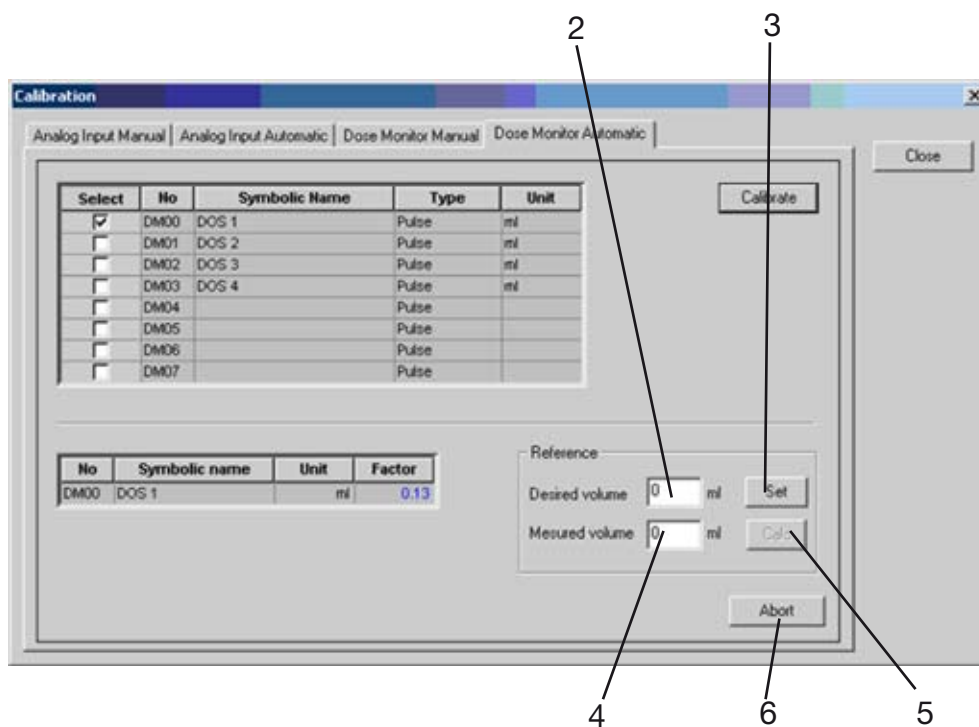 2 3
Calibration
Analog Input Manual Analog Input Automatic Dose Monitor Manual Dose Monitor Automatic
Close
Select No Symbolic Name Type Unit
Calibrate
DM00 DOS 1 Pulse ml
DM01 DOS 2 Pulse ml
DM02 DOS 3 Pulse ml
DM03 DOS 4 Pulse ml
DM04 Pulse
DM05 Pulse
DM06 Pulse
DM07 Pulse
No Symbolic name Unit Factor
DM00 DOS 1 ml 0.13
Reference
Desired volume 0 ml Set
Mesured volume 0 ml Calc
Abort
4 6 5